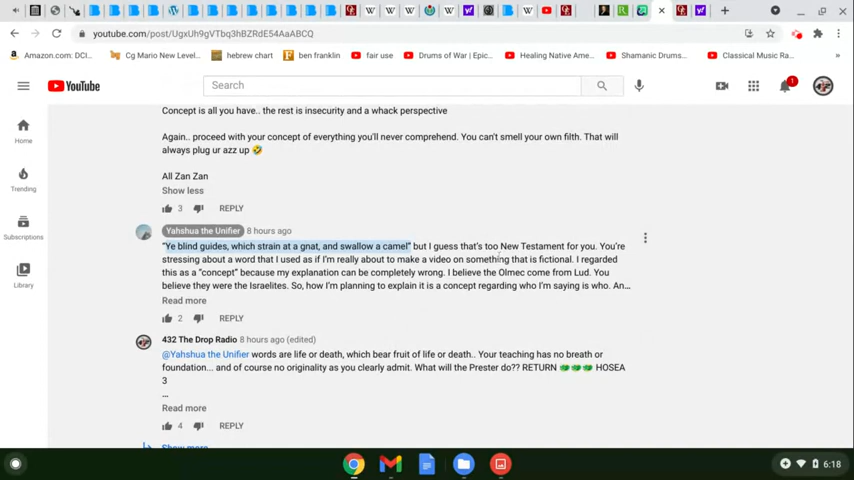 youtube.com/post/UgxUh9gVTbq3hBZRdE54AaABCQ
Amazon.com: DCI...
Cg Mario New Level...
hebrew chart
ben franklin
fair use
Drums of War | Epic...
Healing Native Ame...
Shamanic Drums...
Classical Music Ra...
YouTube
Search
1
Home
Trending
Subscriptions
Library
Concept is all you have.. the rest is insecurity and a whack perspective
Again.. proceed with your concept of everything you'll never comprehend. You can't smell your own filth. That will
always plug ur azz up 🤣
All Zan Zan
Show less
3 REPLY
Yahshua the Unifier 8 hours ago
“Ye blind guides, which strain at a gnat, and swallow a camel” but I guess that's too New Testament for you. You're
stressing about a word that I used as if I'm really about to make a video on something that is fictional. I regarded
this as a “concept” because my explanation can be completely wrong. I believe the Olmec come from Lud. You
believe they were the Israelites. So, how I'm planning to explain it is a concept regarding who I'm saying is who. An...
Read more
2 REPLY
432 The Drop Radio 8 hours ago (edited)
@Yahshua the Unifier words are life or death, which bear fruit of life or death.. Your teaching has no breath or
foundation... and of course no originality as you clearly admit. What will the Prester do?? RETURN 🐲🐲🐲 HOSEA
3
...
Read more
4 REPLY
Show more
6:18